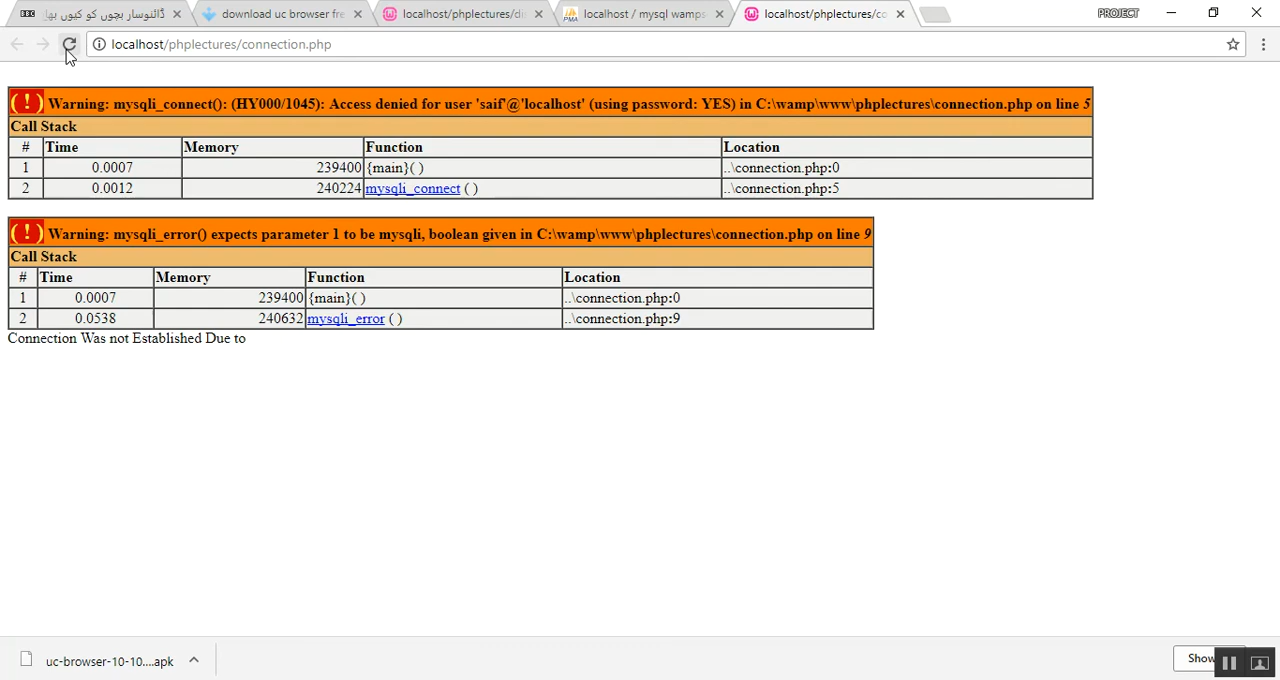 BBC ڈائنوسار بچوں کو کیوں بھا
download uc browser fre
localhost/phplectures/di
localhost / mysql wamps
localhost/phplectures/co
PROJECT
localhost/phplectures/connection.php
( ! ) Warning: mysqli_connect(): (HY000/1045): Access denied for user 'saif'@'localhost' (using password: YES) in C:\wamp\www\phplectures\connection.php on line 5
Call Stack
# Time Memory Function Location
1 0.0007 239400 {main}( ) ..\connection.php:0
2 0.0012 240224 mysqli_connect ( ) ..\connection.php:5
( ! ) Warning: mysqli_error() expects parameter 1 to be mysqli, boolean given in C:\wamp\www\phplectures\connection.php on line 9
Call Stack
# Time Memory Function Location
1 0.0007 239400 {main}( ) ..\connection.php:0
2 0.0538 240632 mysqli_error ( ) ..\connection.php:9
Connection Was not Established Due to
uc-browser-10-10....apk
Show